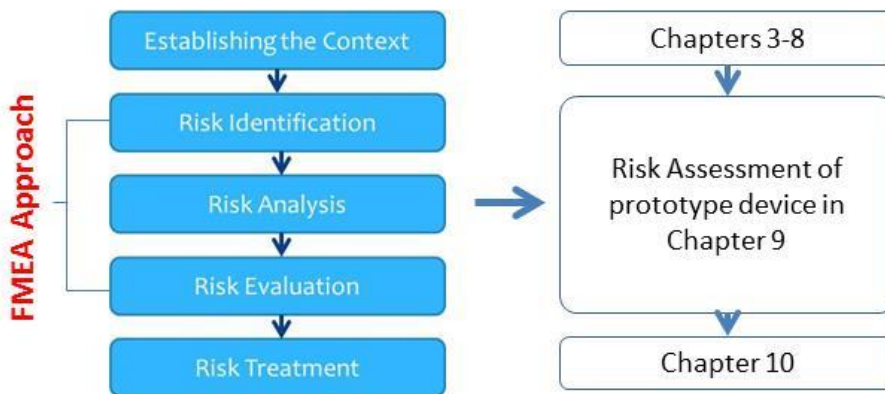 FMEA Approach
Establishing the Context
Risk Identification
Risk Analysis
Risk Evaluation
Risk Treatment
Chapters 3-8
Risk Assessment of
prototype device in
Chapter 9
Chapter 10